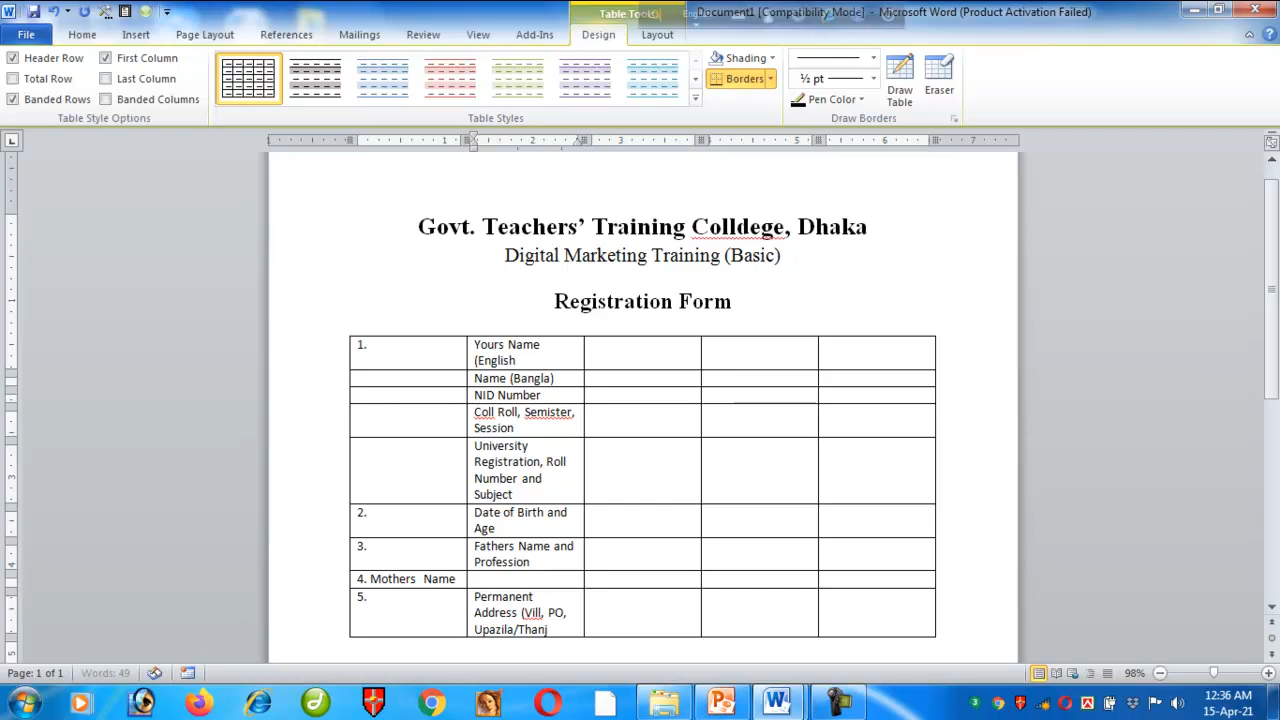 Table Tools
Document1 [Compatibility Mode] - Microsoft Word (Product Activation Failed)
File Home Insert Page Layout References Mailings Review View Add-Ins Design Layout
Header Row First Column
Total Row Last Column
Banded Rows Banded Columns
Table Style Options
Table Styles
Shading
Borders
½ pt
Pen Color
Draw Table
Eraser
Draw Borders
1 2 3 5 6 7
Govt. Teachers’ Training Colldege, Dhaka
Digital Marketing Training (Basic)
Registration Form
1. Yours Name
(English
Name (Bangla)
NID Number
Coll Roll, Semister,
Session
University
Registration, Roll
Number and
Subject
2. Date of Birth and
Age
3. Fathers Name and
Profession
4. Mothers Name
5. Permanent
Address (Vill, PO,
Upazila/Thanj
Page: 1 of 1 Words: 49 98%
12:36 AM
15-Apr-21